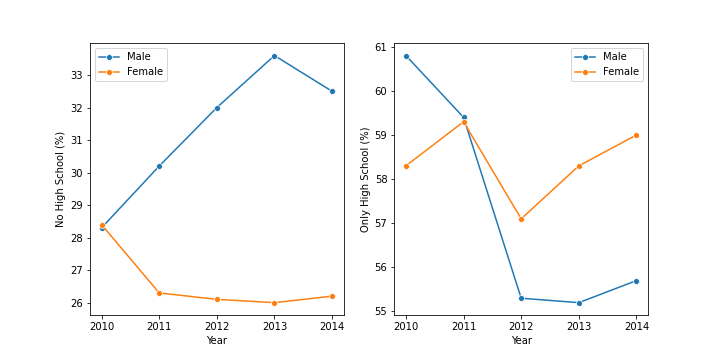 Male
Female
No High School (%)
33
32
31
30
29
28
27
26
2010 2011 2012 2013 2014
Year
Male
Female
Only High School (%)
61
60
59
58
57
56
55
2010 2011 2012 2013 2014
Year